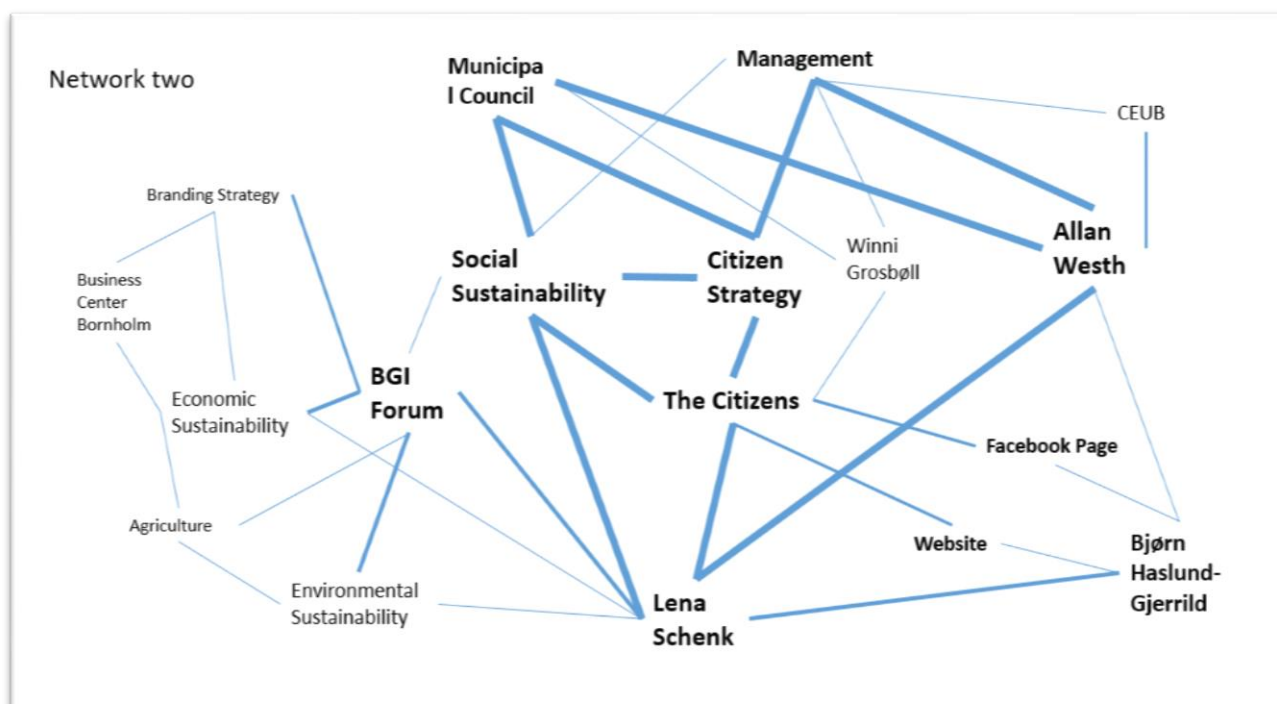 Network two
Municipa
l Council
Management
CEUB
Branding Strategy
Allan
Westh
Winni
Grosbøll
Social
Sustainability
Citizen
Strategy
Business
Center
Bornholm
BGI
Forum
Economic
Sustainability
The Citizens
Facebook Page
Agriculture
Website
Bjørn
Haslund-
Gjerrild
Environmental
Sustainability
Lena
Schenk